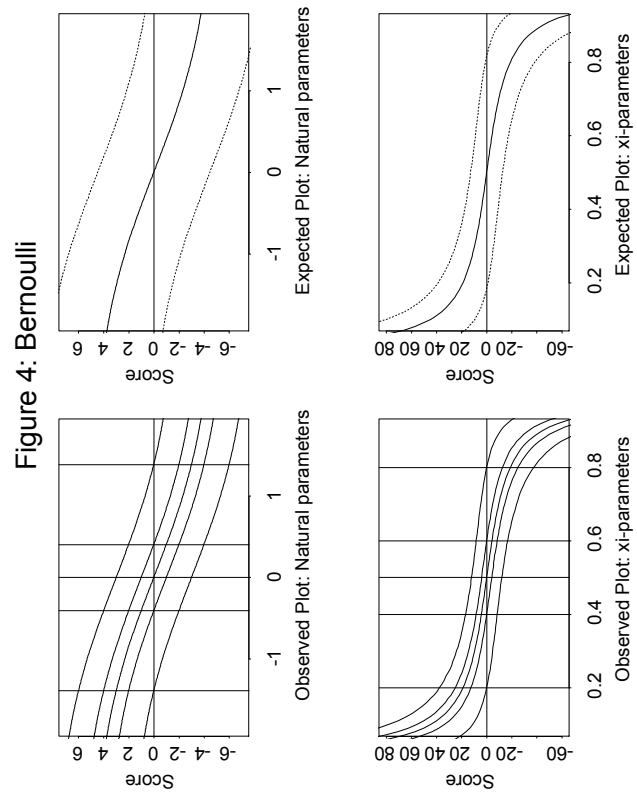 Figure 4: Bernoulli
Score
6 4 2 0 -2 -4 -6
-1 0 1
Observed Plot: Natural parameters
Score
6 4 2 0 -2 -4 -6
-1 0 1
Expected Plot: Natural parameters
Score
80 60 40 20 0 -20 -60
0.2 0.4 0.6 0.8
Observed Plot: xi-parameters
Score
80 60 40 20 0 -20 -60
0.2 0.4 0.6 0.8
Expected Plot: xi-parameters